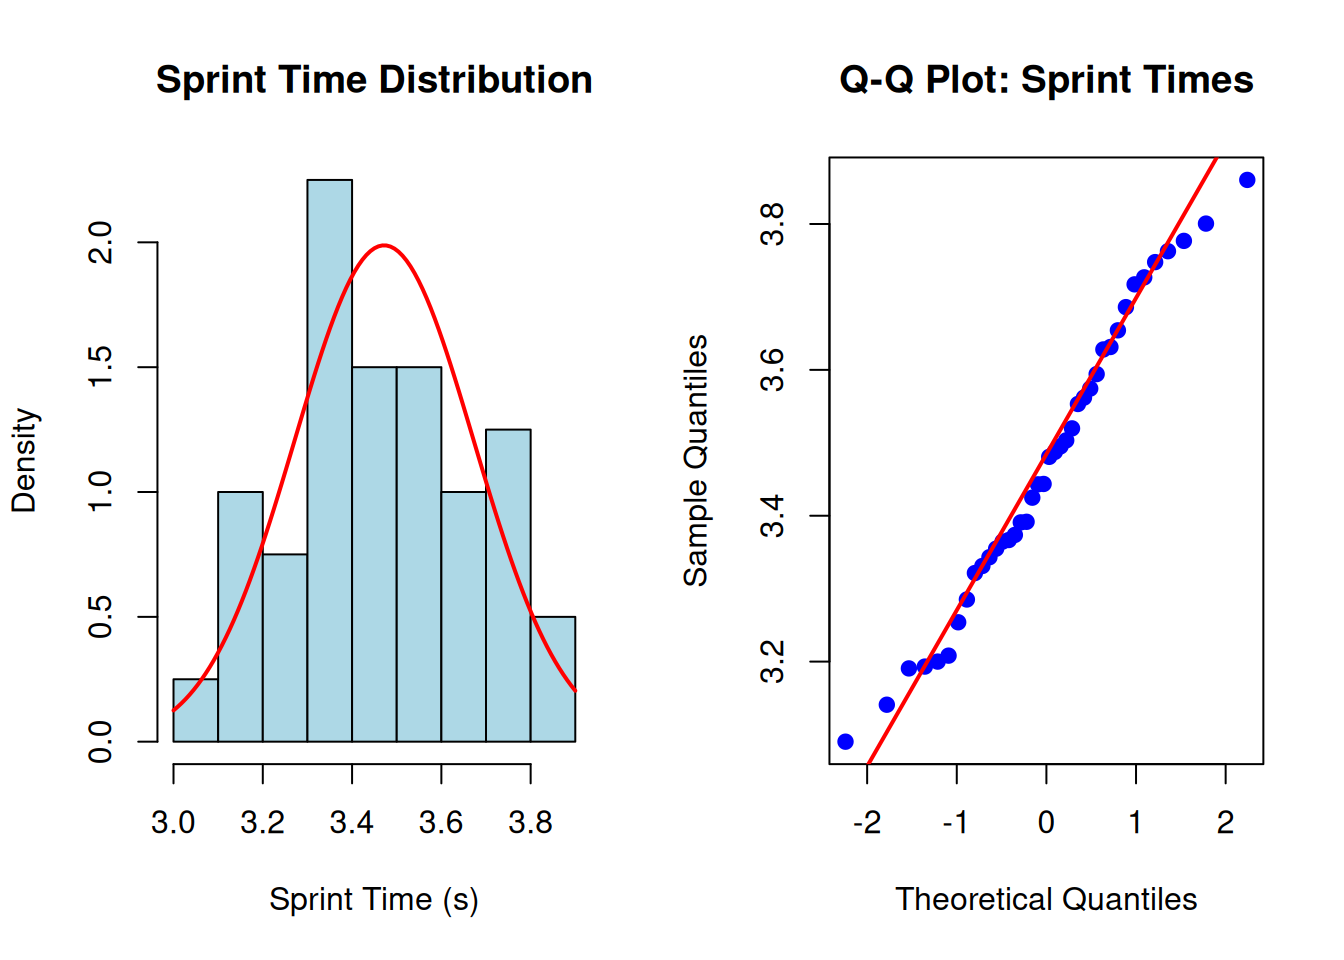 Sprint Time Distribution
Density
0.0 0.5 1.0 1.5 2.0
3.0 3.2 3.4 3.6 3.8
Sprint Time (s)
Q-Q Plot: Sprint Times
Sample Quantiles
3.2 3.4 3.6 3.8
-2 -1 0 1 2
Theoretical Quantiles